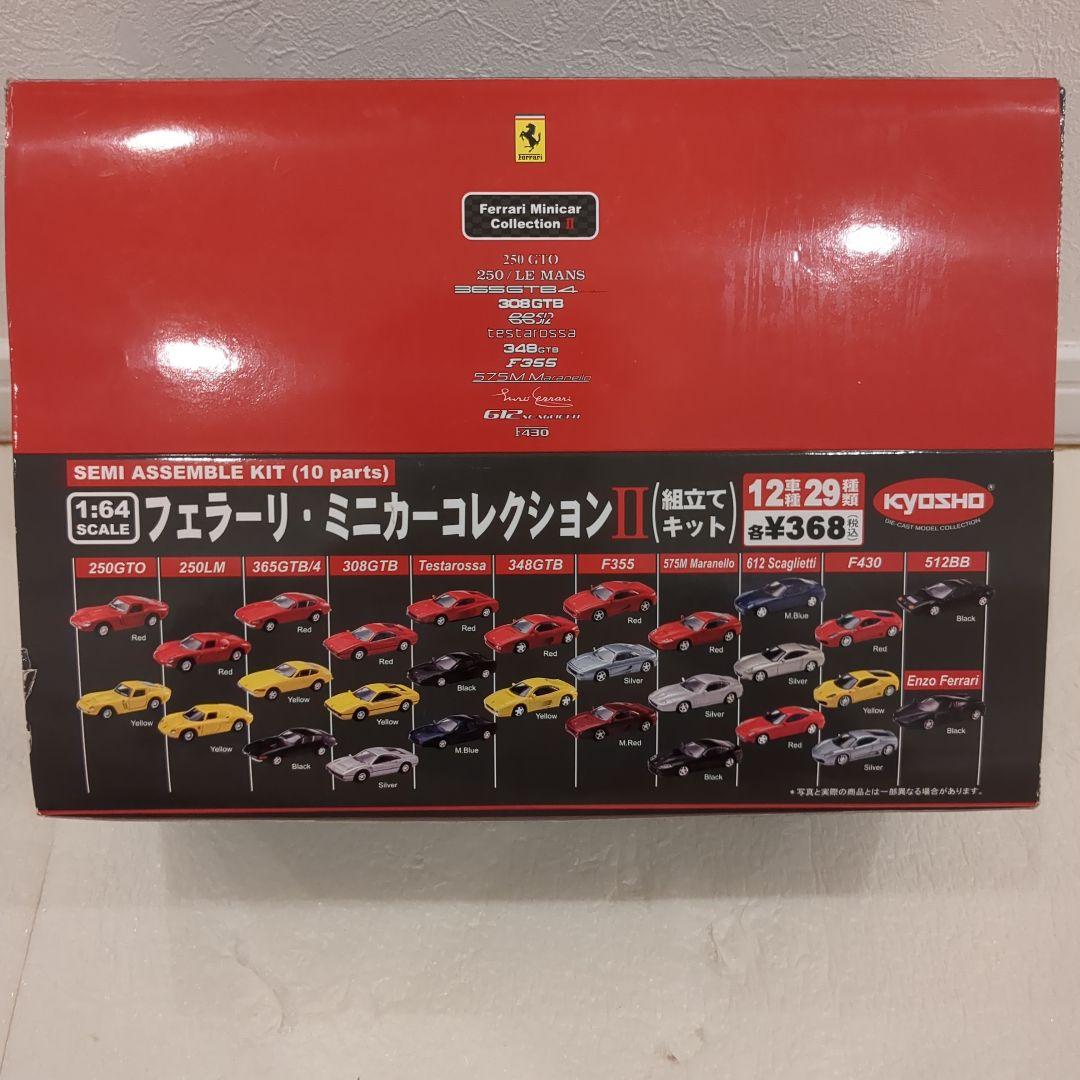 Ferrari
Ferrari Minicar
Collection II
250 GTO
250/LE MANS
365GTB4
308GTB
BB512
testarossa
348GTB
F355
575M Maranello
Enzo Ferrari
612 SCAGLIETTI
F430
SEMI ASSEMBLE KIT (10 parts)
1:64
SCALE
フェラーリ・ミニカーコレクションII(組立てキット)
12車種29種類
各¥368(税込)
KYOSHO
DIE-CAST MODEL COLLECTION
250GTO
250LM
365GTB/4
308GTB
Testarossa
348GTB
F355
575M Maranello
612 Scaglietti
F430
512BB
Red
Yellow
Red
Yellow
Red
Yellow
Black
Red
Yellow
Silver
Red
Black
M.Blue
Red
Yellow
Red
Silver
M.Red
Red
Silver
Black
M.Blue
Silver
Red
Red
Yellow
Silver
Black
Enzo Ferrari
Black
*写真と実際の商品とは一部異なる場合があります。